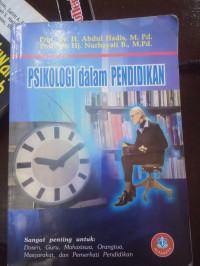 Prof. Dr. H. Abdul Hadis, M. Pd.
Prof. Dr. Hj. Nurhayati B., M.Pd.
PSIKOLOGI dalam PENDIDIKAN
Sangat penting untuk:
Dosen, Guru, Mahasiswa, Orangtua,
Masyarakat, dan Pemerhati Pendidikan